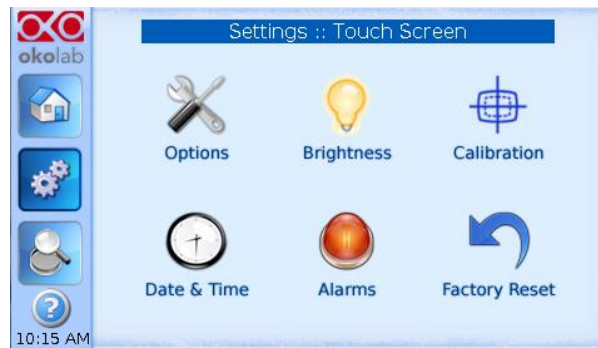 okolab
Settings :: Touch Screen
Options
Brightness
Calibration
Date & Time
Alarms
Factory Reset
?
10:15 AM